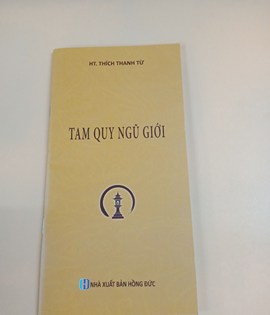 HT. THÍCH THANH TỪ
TAM QUY NGŨ GIỚI
NHÀ XUẤT BẢN HỒNG ĐỨC